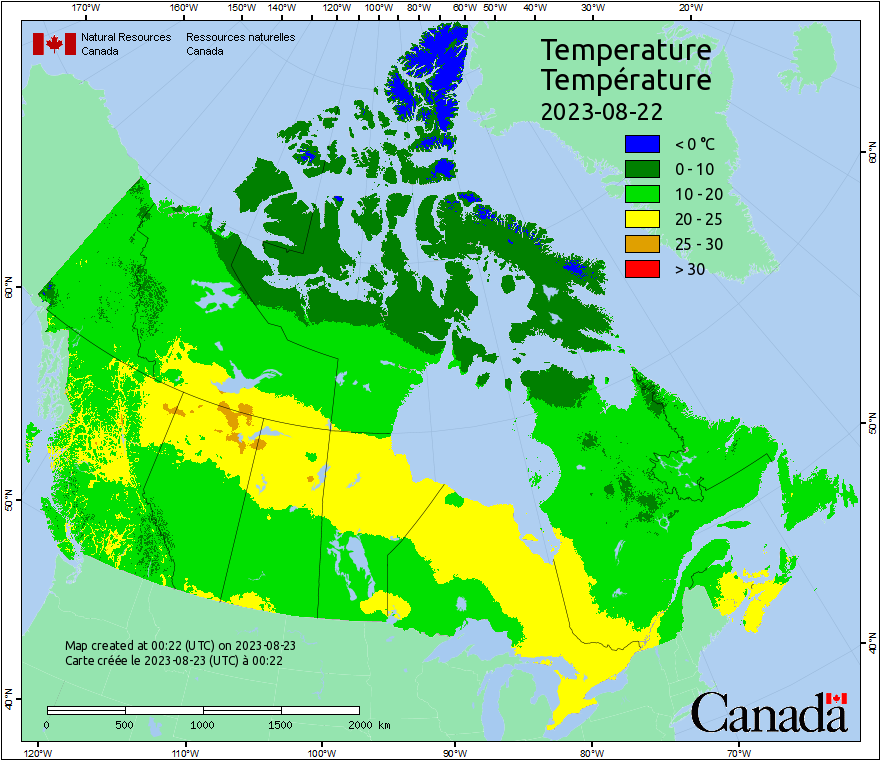 170°W 160°W 150°W 140°W 130°W 120°W 110°W 100°W 90°W 80°W 70°W 60°W 50°W 40°W 30°W 20°W
Natural Resources Ressources naturelles
Canada Canada
Temperature
Température
2023-08-22
< 0 °C
0 - 10
10 - 20
20 - 25
25 - 30
> 30
60°N
50°N
40°N
60°N
50°N
40°N
Map created at 00:22 (UTC) on 2023-08-23
Carte créée le 2023-08-23 (UTC) à 00:22
0 500 1000 1500 2000 km
Canada
120°W 110°W 100°W 90°W 80°W 70°W